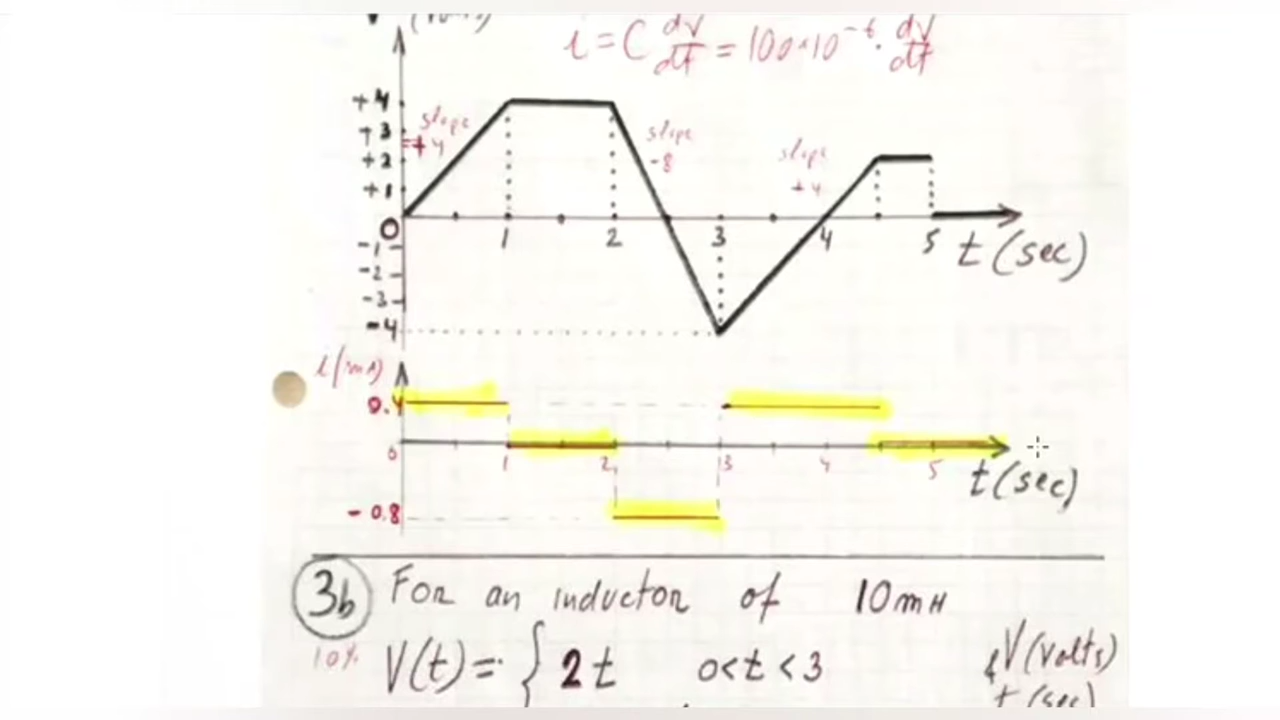 i = C dV/dt = 100×10⁻⁶ · dV/dt
+4
+3
+2
+1
0
-1
-2
-3
-4
slope
=+4
slope
-8
slope
+4
1 2 3 4 5 t (sec)
i (mA)
0.4
0 1 2 3 4 5
t (sec)
- 0.8
3b For an inductor of 10mH
10%
V(t) = { 2t 0<t<3
V(volts)
t (sec)